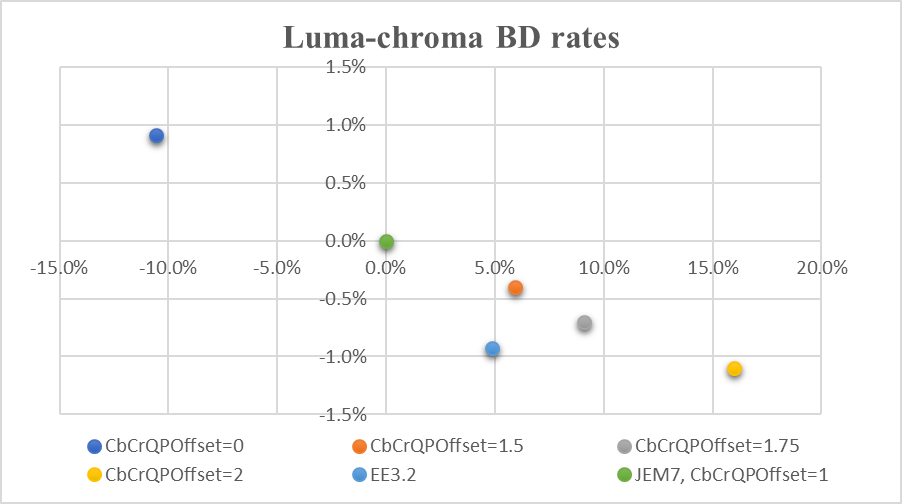 Luma-chroma BD rates
1.5%
1.0%
0.5%
0.0%
-15.0% -10.0% -5.0% 0.0% 5.0% 10.0% 15.0% 20.0%
-0.5%
-1.0%
-1.5%
CbCrQPOffset=0 CbCrQPOffset=1.5 CbCrQPOffset=1.75
CbCrQPOffset=2 EE3.2 JEM7, CbCrQPOffset=1